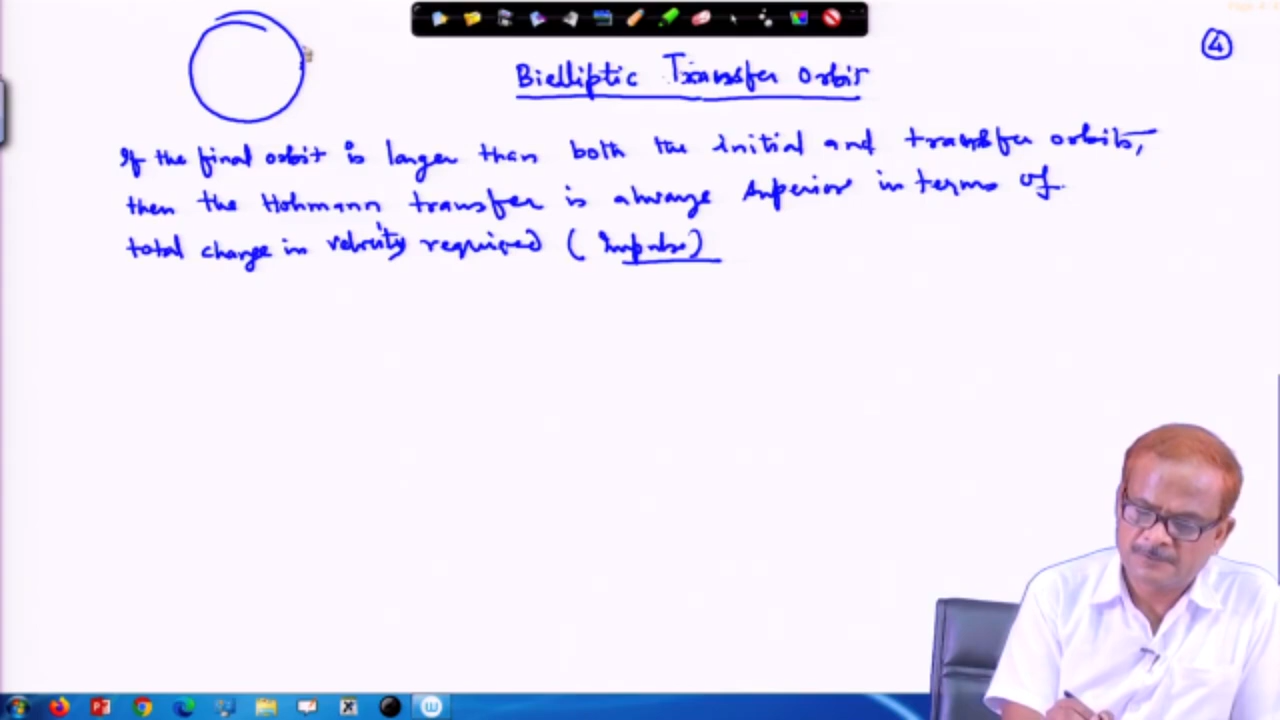 ④
Bielliptic Transfer Orbit
If the final orbit is larger than both the initial and transfer orbits,
then the Hohmann transfer is always superior in terms of
total change in velocity required (Impulse)